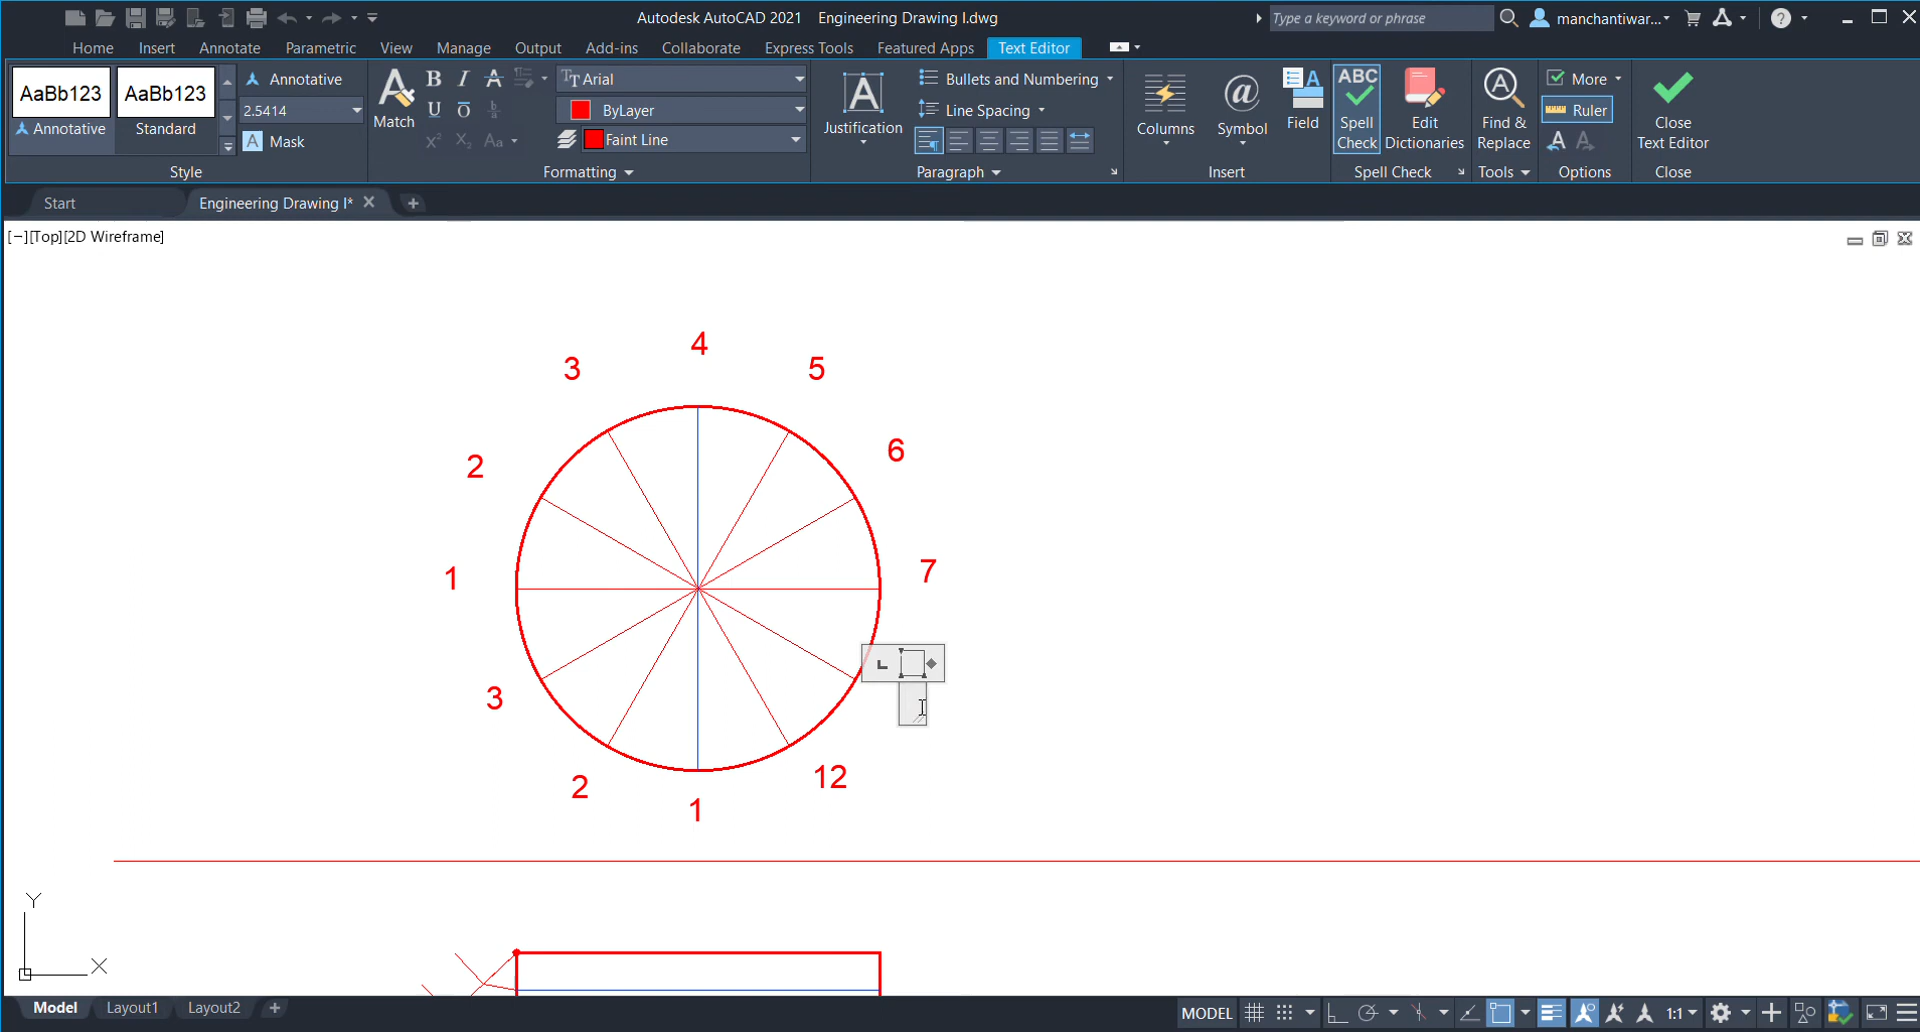 Autodesk AutoCAD 2021 Engineering Drawing I.dwg
Type a keyword or phrase
manchantiwar...
Home Insert Annotate Parametric View Manage Output Add-ins Collaborate Express Tools Featured Apps Text Editor
AaBb123 AaBb123
Annotative
Standard
Annotative
2.5414
A Mask
Style
Match
B I A
U O b/a
X² X₂ Aa
Arial
ByLayer
Faint Line
Formatting
A
Justification
Bullets and Numbering
Line Spacing
Paragraph
Columns
@
Symbol
Field
Insert
ABC
Spell
Check
Edit
Dictionaries
Spell Check
Find &
Replace
Tools
More
Ruler
Options
Close
Text Editor
Close
Start
Engineering Drawing I*
[−][Top][2D Wireframe]
4
3 5
6
2
7
1
3
12
2
1
Y
X
Model Layout1 Layout2
MODEL
1:1